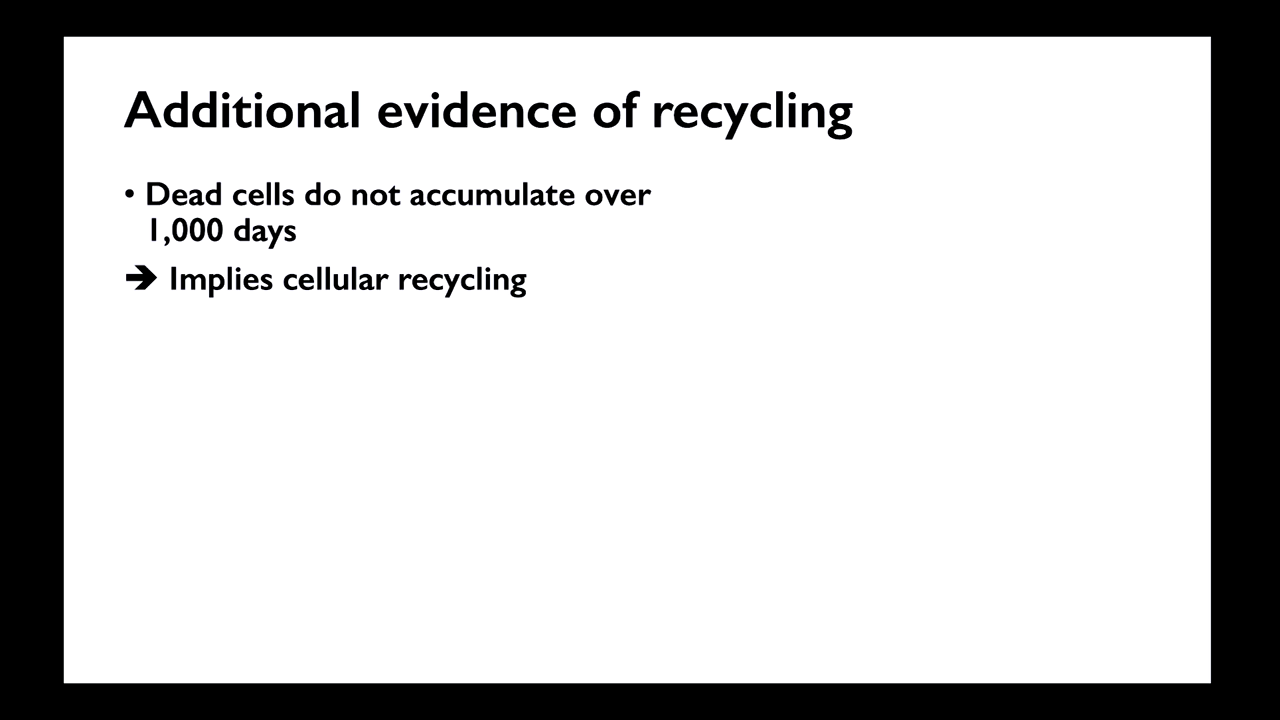 Additional evidence of recycling
• Dead cells do not accumulate over
1,000 days
➔ Implies cellular recycling